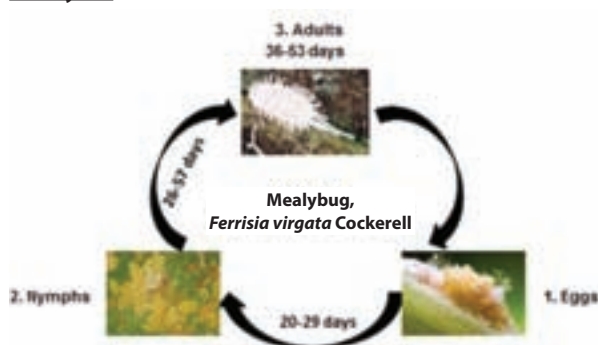 3. Adults
36-53 days
26-57 days
Mealybug,
Ferrisia virgata Cockerell
2. Nymphs
1. Eggs
20-29 days